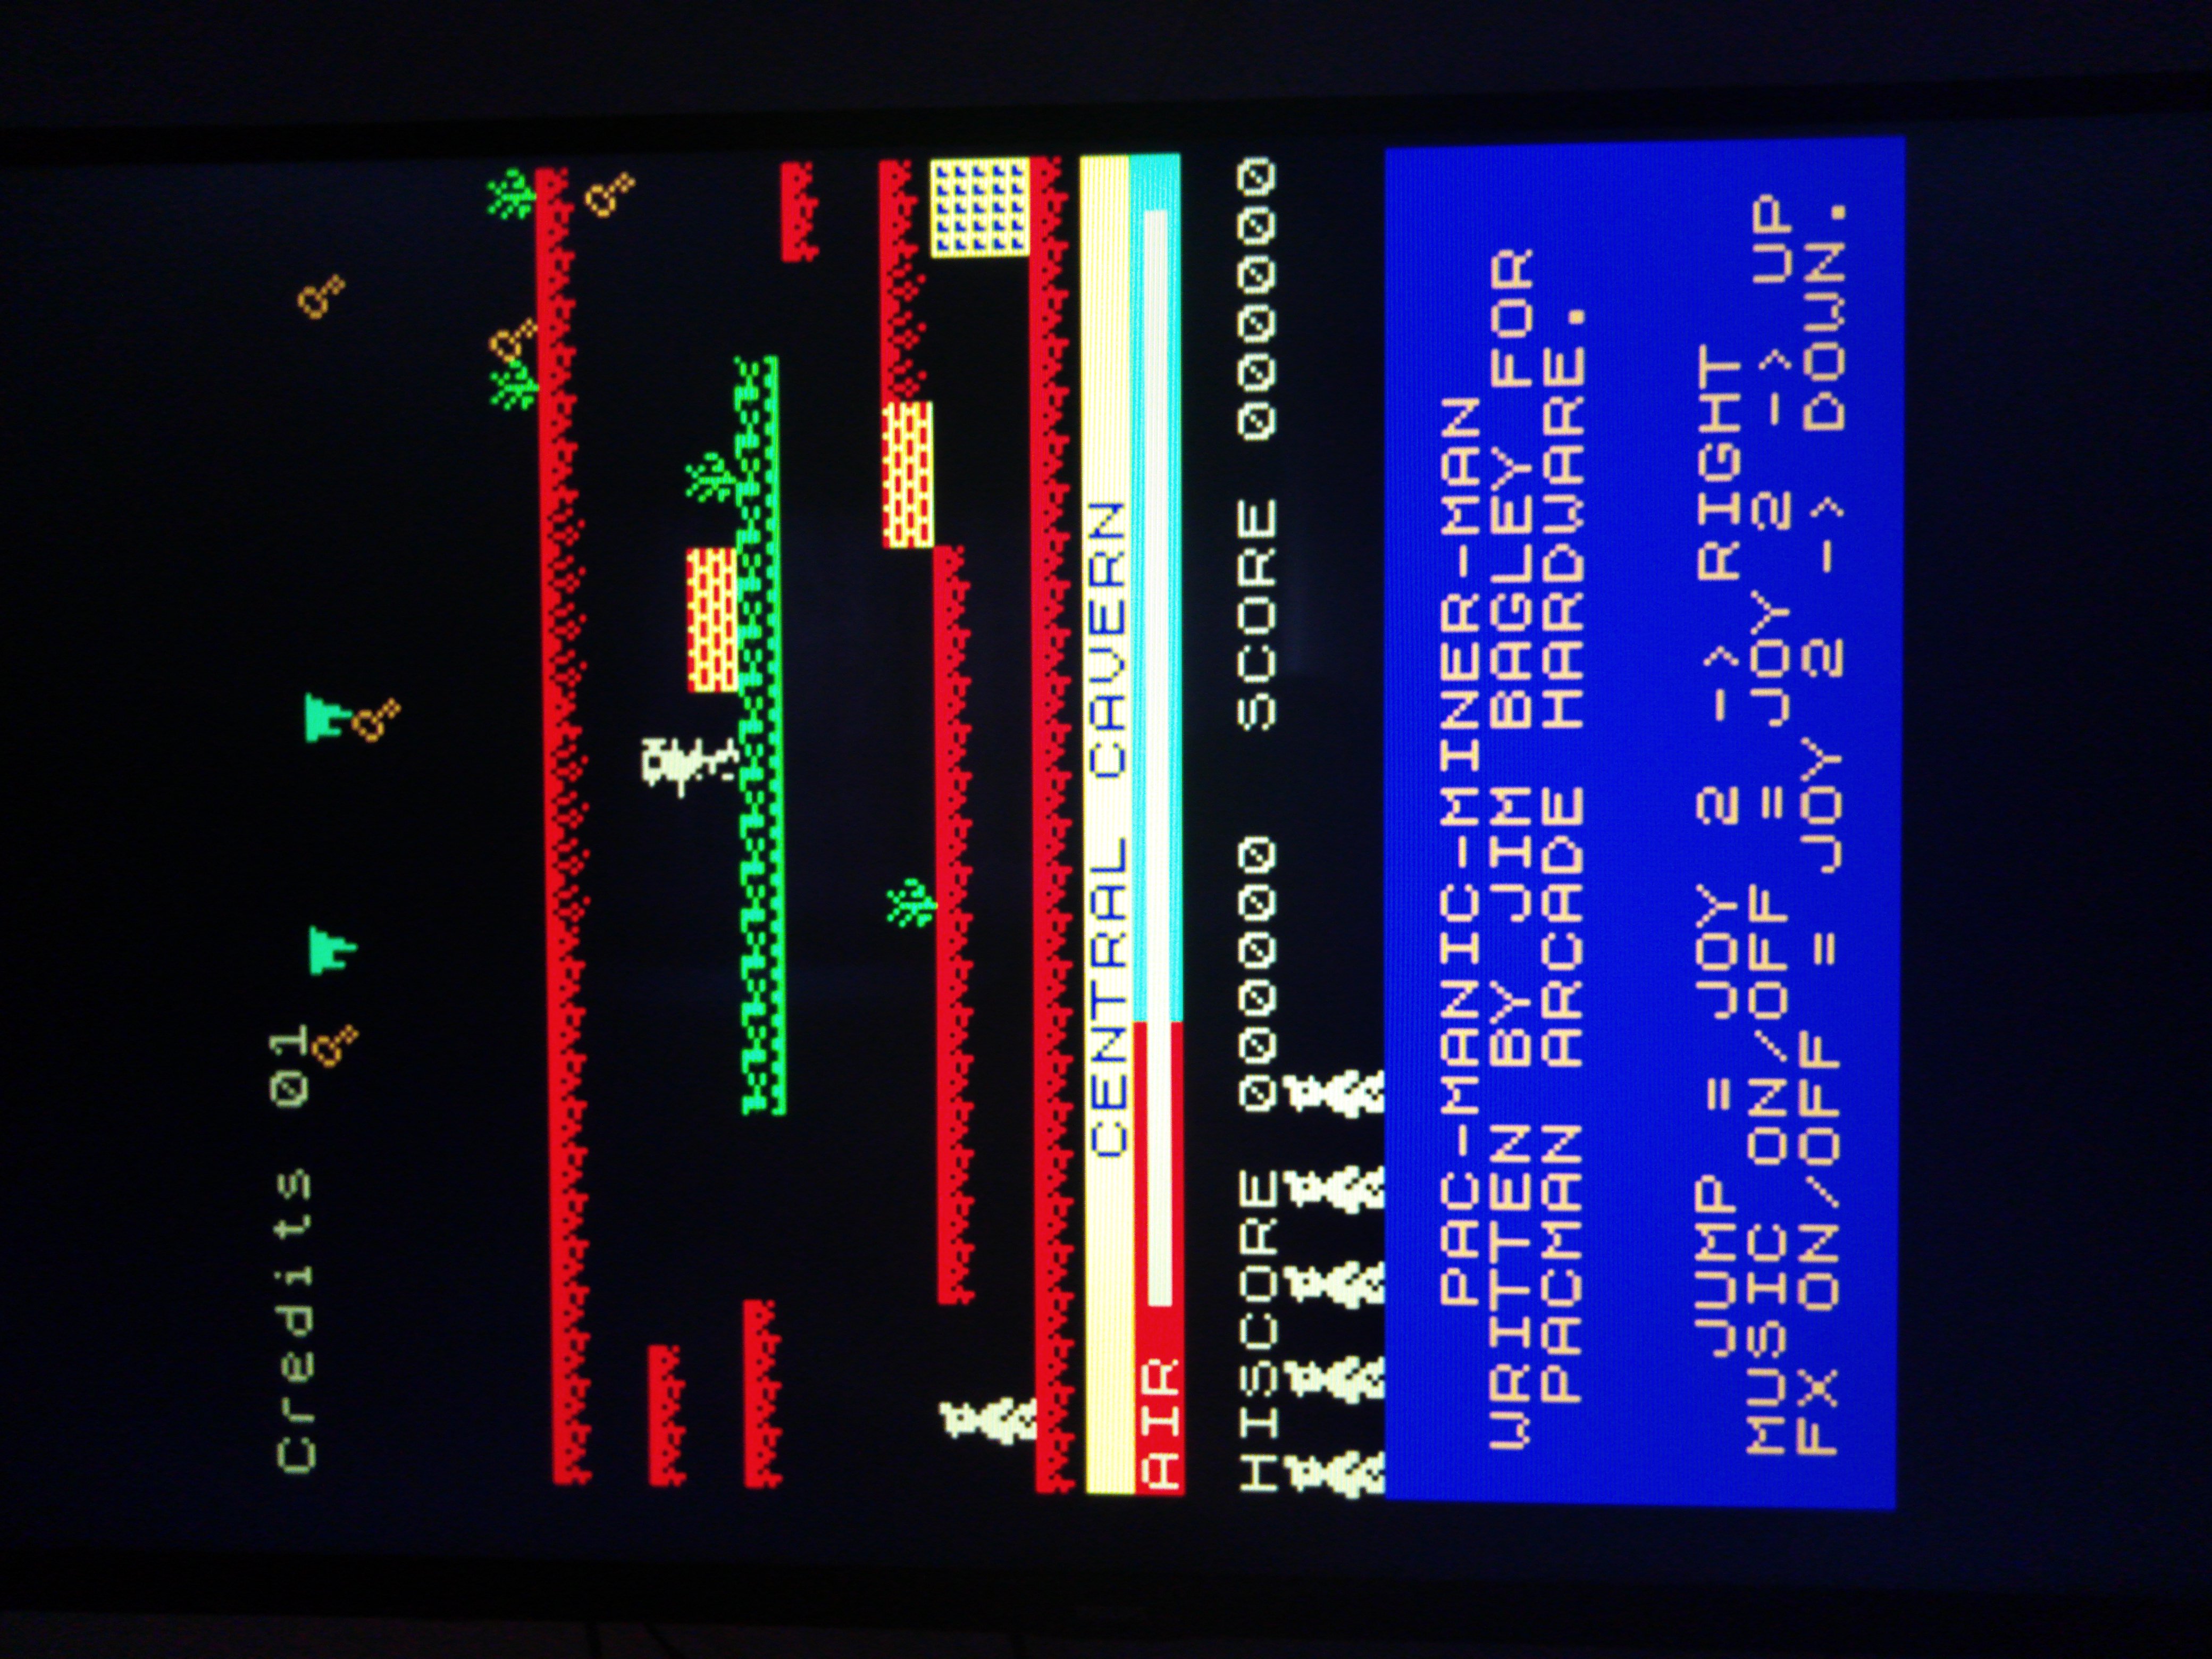 Credits 01
CENTRAL CAVERN
AIR
HISCORE 000000 SCORE 000000
PAC-MANIC-MINER-MAN
WRITTEN BY JIM BAGLEY FOR
PACMAN ARCADE HARDWARE.
JUMP = JOY 2 -> RIGHT
MUSIC ON/OFF = JOY 2 -> UP
FX ON/OFF = JOY 2 -> DOWN.